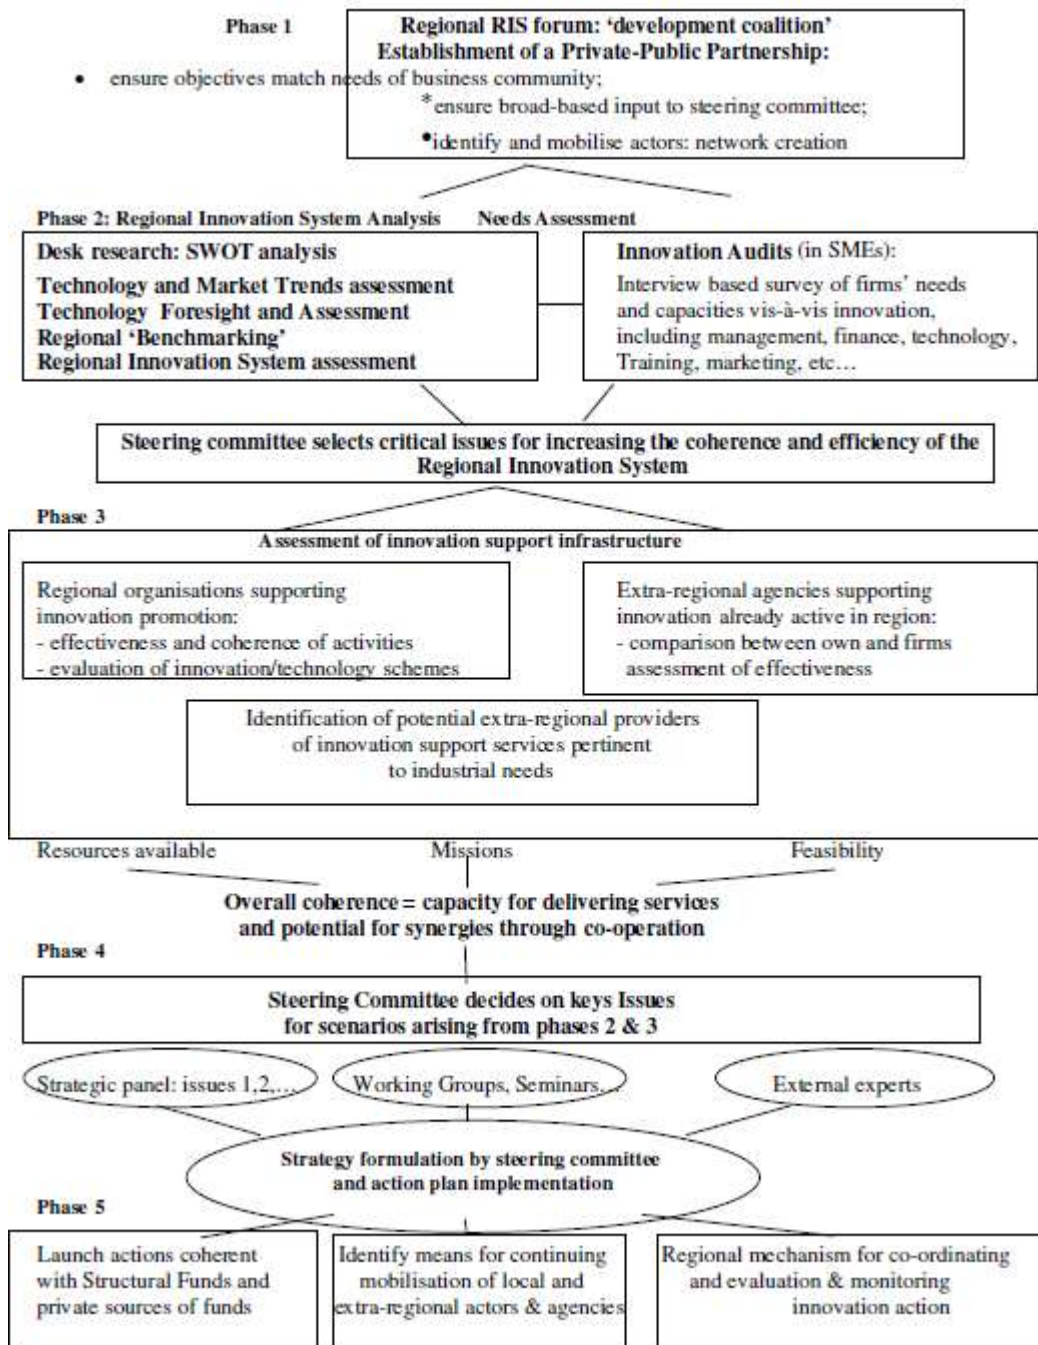 Phase 1
Regional RIS forum: ‘development coalition’
Establishment of a Private-Public Partnership:
• ensure objectives match needs of business community;
*ensure broad-based input to steering committee;
•identify and mobilise actors: network creation
Phase 2: Regional Innovation System Analysis
Needs Assessment
Desk research: SWOT analysis
Technology and Market Trends assessment
Technology Foresight and Assessment
Regional ‘Benchmarking’
Regional Innovation System assessment
Innovation Audits (in SMEs):
Interview based survey of firms’ needs
and capacities vis-à-vis innovation,
including management, finance, technology,
Training, marketing, etc…
Steering committee selects critical issues for increasing the coherence and efficiency of the
Regional Innovation System
Phase 3
Assessment of innovation support infrastructure
Regional organisations supporting
innovation promotion:
- effectiveness and coherence of activities
- evaluation of innovation/technology schemes
Extra-regional agencies supporting
innovation already active in region:
- comparison between own and firms
assessment of effectiveness
Identification of potential extra-regional providers
of innovation support services pertinent
to industrial needs
Resources available
Missions
Feasibility
Overall coherence = capacity for delivering services
and potential for synergies through co-operation
Phase 4
Steering Committee decides on keys Issues
for scenarios arising from phases 2 & 3
Strategic panel: issues 1,2,…
Working Groups, Seminars…
External experts
Strategy formulation by steering committee
and action plan implementation
Phase 5
Launch actions coherent
with Structural Funds and
private sources of funds
Identify means for continuing
mobilisation of local and
extra-regional actors & agencies
Regional mechanism for co-ordinating
and evaluation & monitoring
innovation action